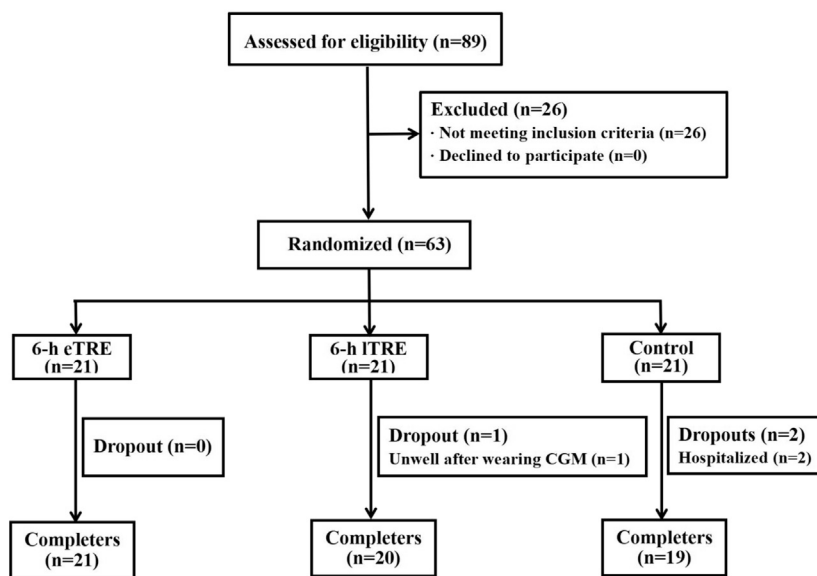 Assessed for eligibility (n=89)
Excluded (n=26)
· Not meeting inclusion criteria (n=26)
· Declined to participate (n=0)
Randomized (n=63)
6-h eTRE
(n=21)
6-h lTRE
(n=21)
Control
(n=21)
Dropout (n=0)
Dropout (n=1)
Unwell after wearing CGM (n=1)
Dropouts (n=2)
Hospitalized (n=2)
Completers
(n=21)
Completers
(n=20)
Completers
(n=19)